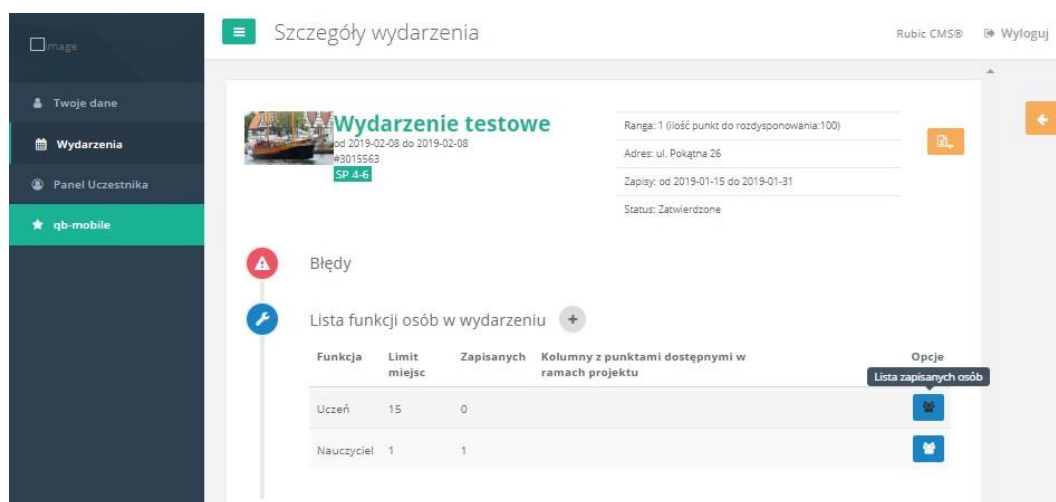 Szczegóły wydarzenia
Rubic CMS®
Wyloguj
image
Twoje dane
Wydarzenia
Panel Uczestnika
qb-mobile
Wydarzenie testowe
od 2019-02-08 do 2019-02-08
#3015563
SP 4-6
Ranga: 1 (ilość punkt do rozdysponowania:100)
Adres: ul. Pokątna 26
Zapisy: od 2019-01-15 do 2019-01-31
Status: Zatwierdzone
Błędy
Lista funkcji osób w wydarzeniu +
Funkcja Limit Zapisanych Kolumny z punktami dostępnymi w Opcje
miejsc ramach projektu
Lista zapisanych osób
Uczeń 15 0
Nauczyciel 1 1